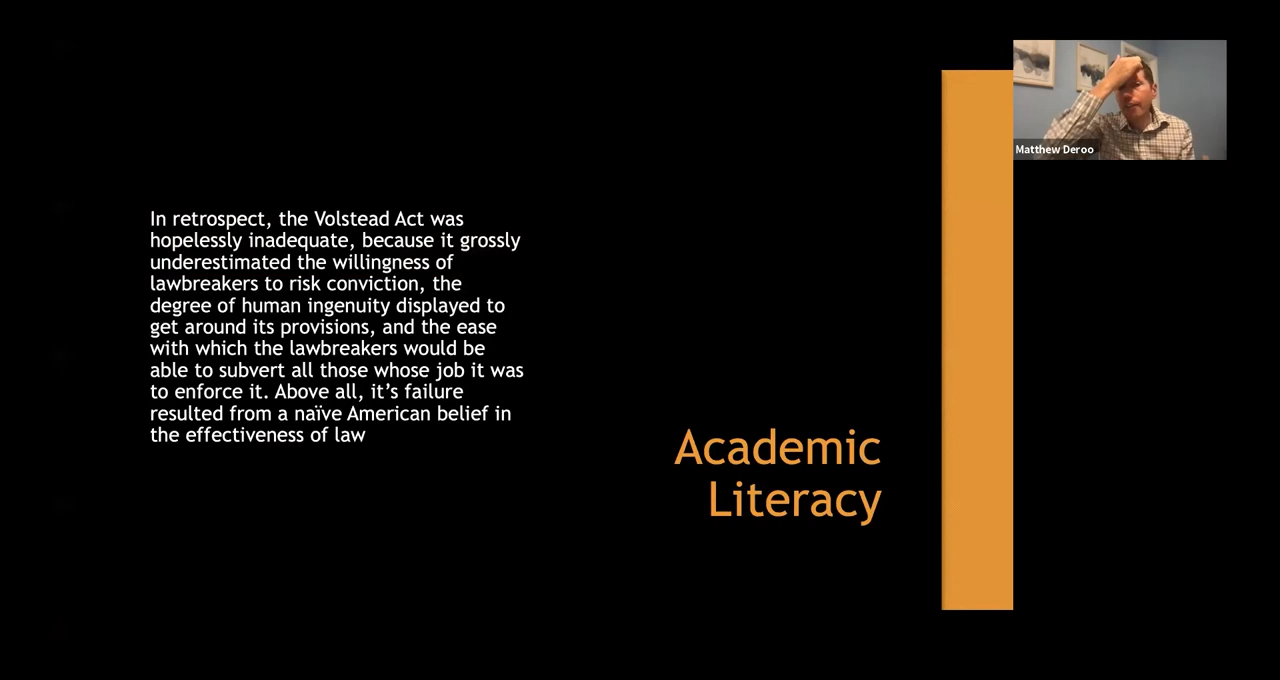 In retrospect, the Volstead Act was
hopelessly inadequate, because it grossly
underestimated the willingness of
lawbreakers to risk conviction, the
degree of human ingenuity displayed to
get around its provisions, and the ease
with which the lawbreakers would be
able to subvert all those whose job it was
to enforce it. Above all, it’s failure
resulted from a naïve American belief in
the effectiveness of law
Academic
Literacy
Matthew Deroo